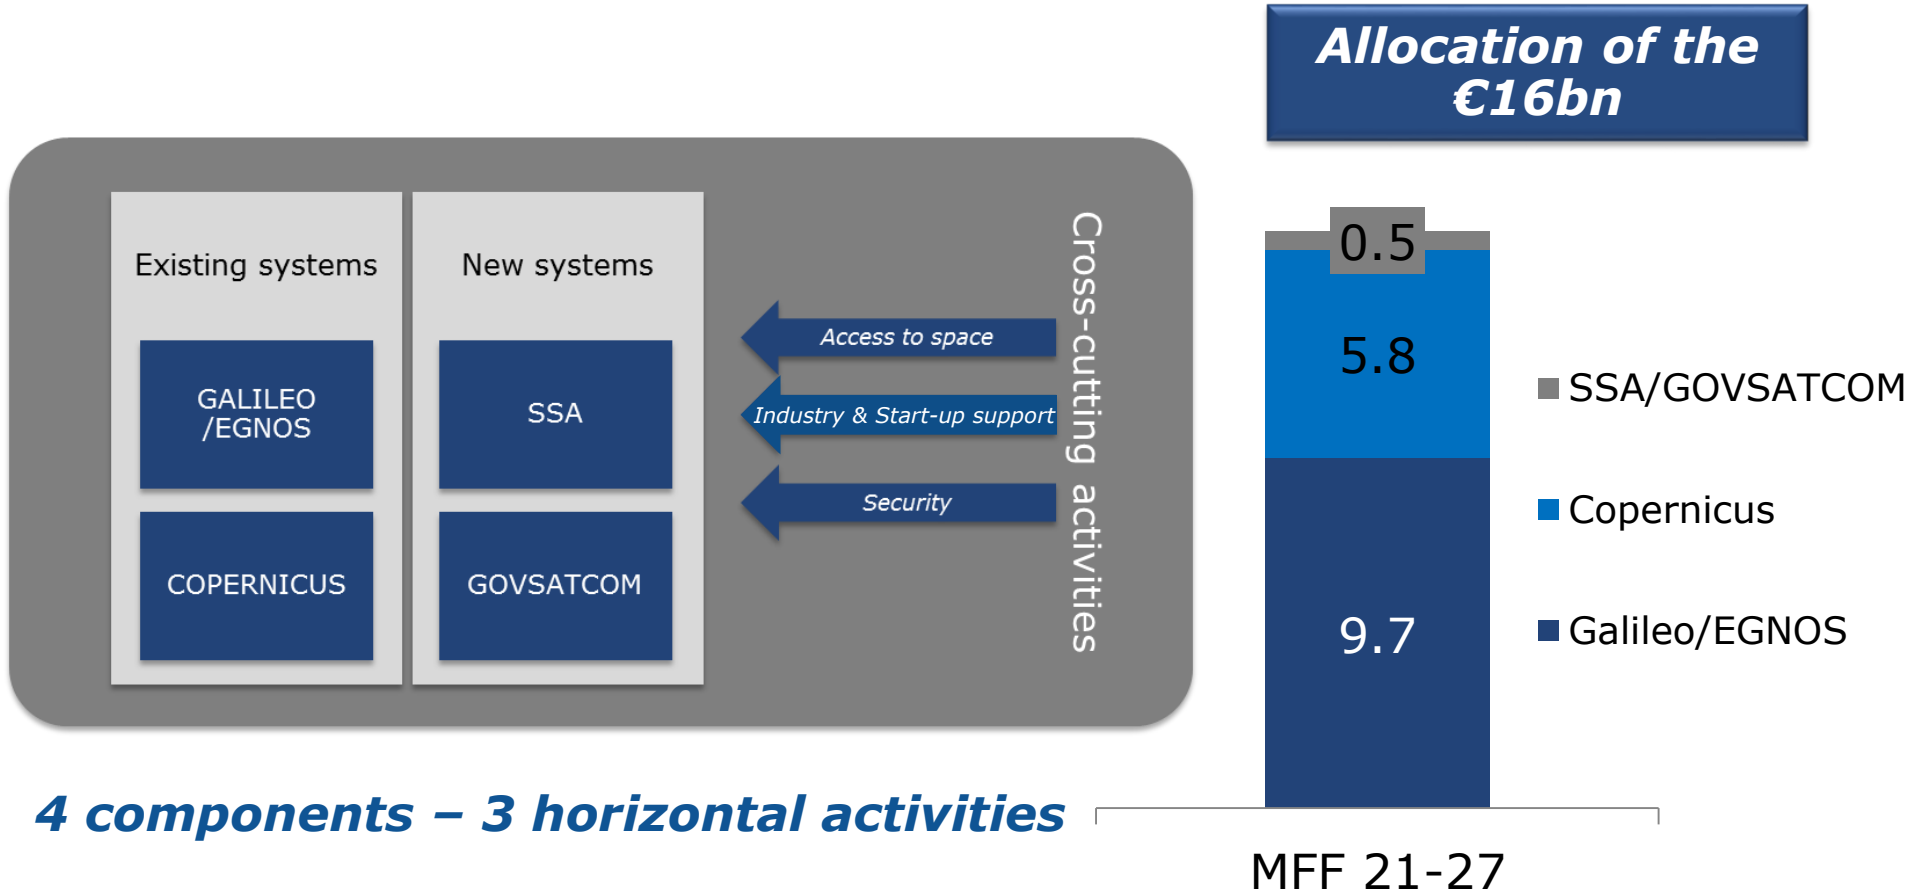 Allocation of the
€16bn
Existing systems
GALILEO
/EGNOS
COPERNICUS
New systems
SSA
GOVSATCOM
Access to space
Industry & Start-up support
Security
Cross-cutting activities
4 components – 3 horizontal activities
0.5
5.8
9.7
MFF 21-27
SSA/GOVSATCOM
Copernicus
Galileo/EGNOS